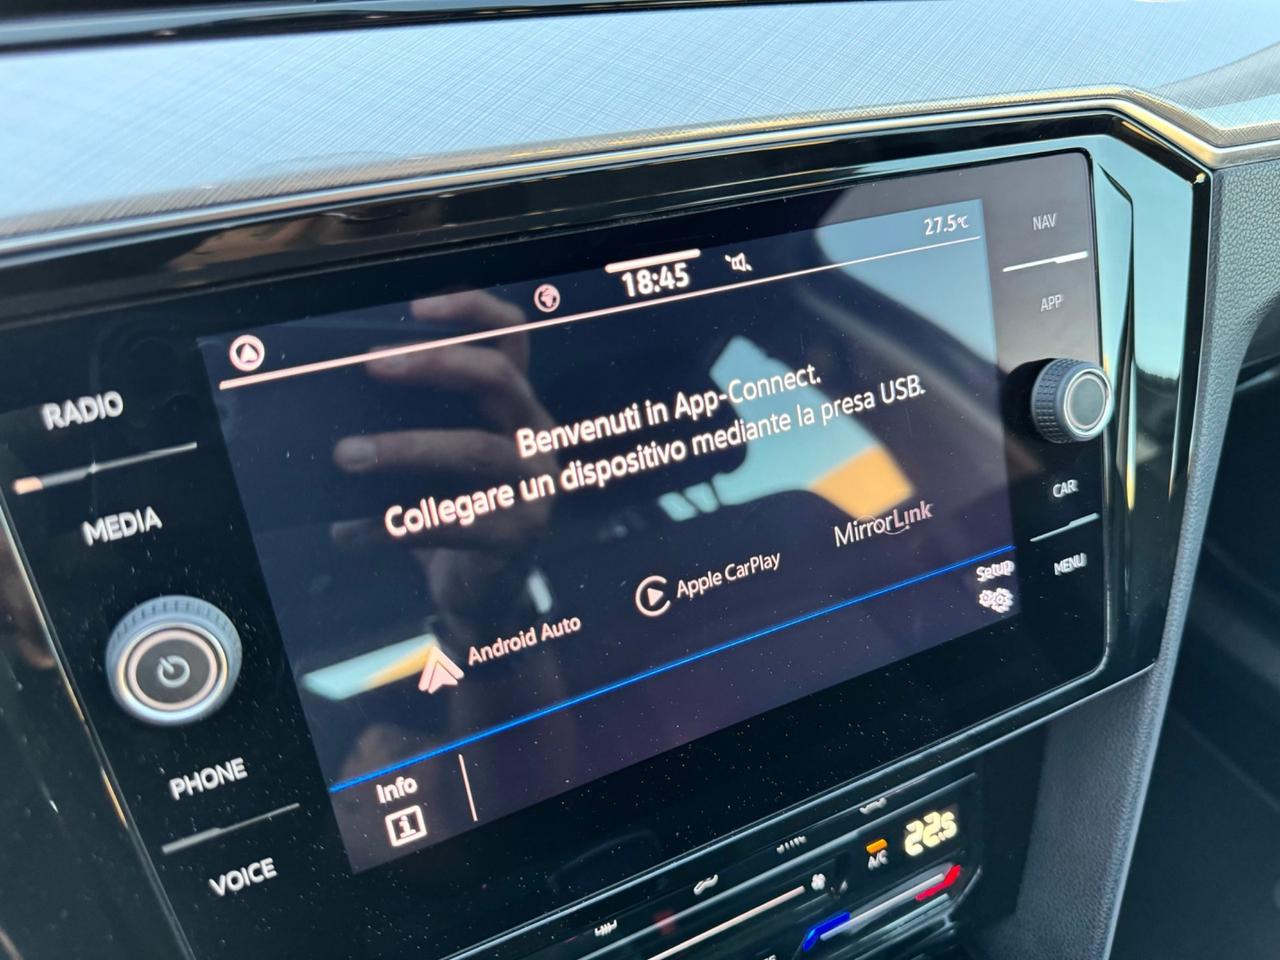 27.5°C
18:45
Benvenuti in App-Connect.
Collegare un dispositivo mediante la presa USB.
MirrorLink
Apple CarPlay
Android Auto
Setup
Info
i
RADIO
MEDIA
PHONE
VOICE
NAV
APP
CAR
MENU
A/C
22.5